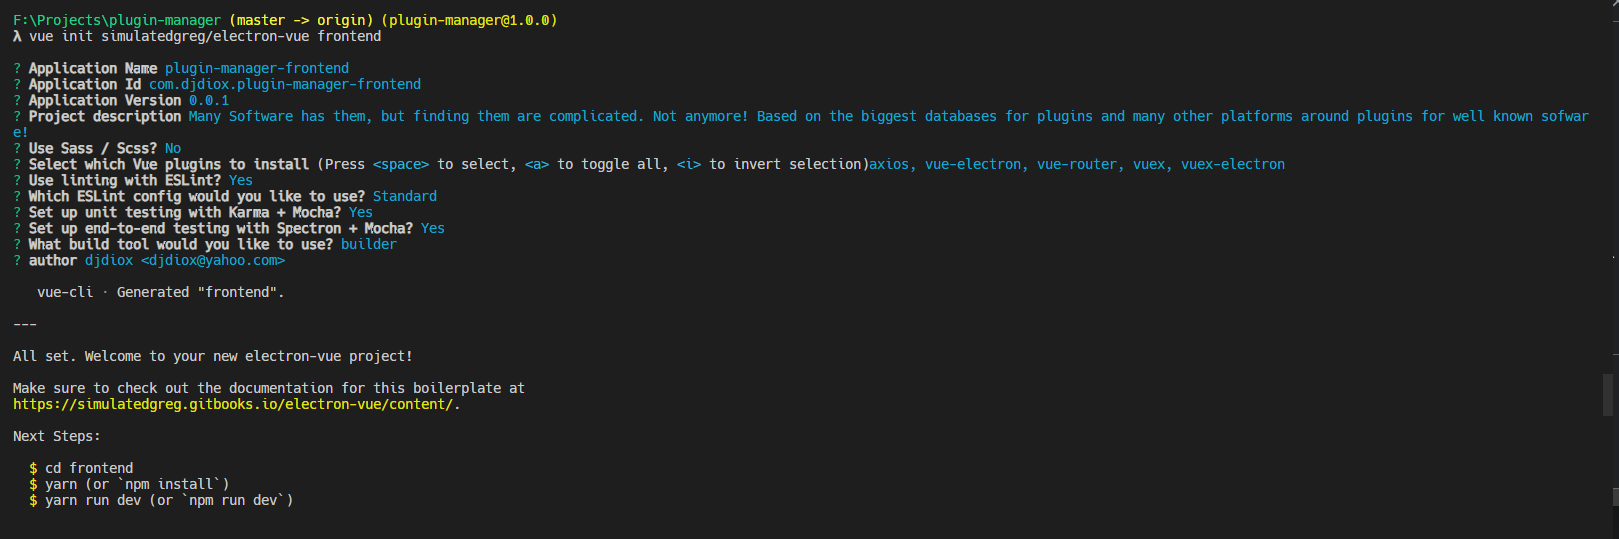 F:\Projects\plugin-manager (master -> origin) (plugin-manager@1.0.0)
λ vue init simulatedgreg/electron-vue frontend
? Application Name plugin-manager-frontend
? Application Id com.djdiox.plugin-manager-frontend
? Application Version 0.0.1
? Project description Many Software has them, but finding them are complicated. Not anymore! Based on the biggest databases for plugins and many other platforms around plugins for well known sofwar
e!
? Use Sass / Scss? No
? Select which Vue plugins to install (Press <space> to select, <a> to toggle all, <i> to invert selection)axios, vue-electron, vue-router, vuex, vuex-electron
? Use linting with ESLint? Yes
? Which ESLint config would you like to use? Standard
? Set up unit testing with Karma + Mocha? Yes
? Set up end-to-end testing with Spectron + Mocha? Yes
? What build tool would you like to use? builder
? author djdiox <djdiox@yahoo.com>
vue-cli · Generated "frontend".
---
All set. Welcome to your new electron-vue project!
Make sure to check out the documentation for this boilerplate at
https://simulatedgreg.gitbooks.io/electron-vue/content/.
Next Steps:
$ cd frontend
$ yarn (or `npm install`)
$ yarn run dev (or `npm run dev`)